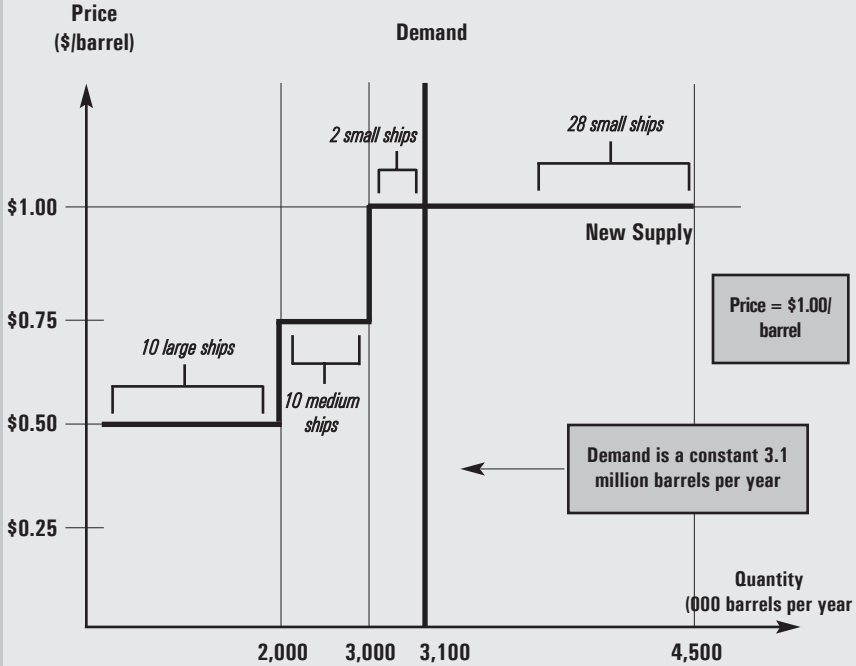 Price
($/barrel)
Demand
2 small ships
28 small ships
$1.00
New Supply
Price = $1.00/
barrel
$0.75
10 large ships
10 medium
ships
$0.50
Demand is a constant 3.1
million barrels per year
$0.25
Quantity
(000 barrels per year
2,000
3,000
3,100
4,500